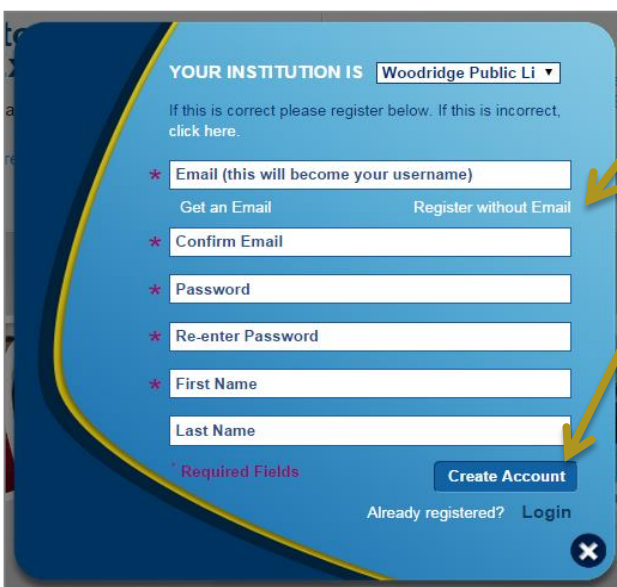 YOUR INSTITUTION IS Woodridge Public Li
If this is correct please register below. If this is incorrect,
click here.
* Email (this will become your username)
Get an Email Register without Email
* Confirm Email
* Password
* Re-enter Password
* First Name
Last Name
* Required Fields Create Account
Already registered? Login